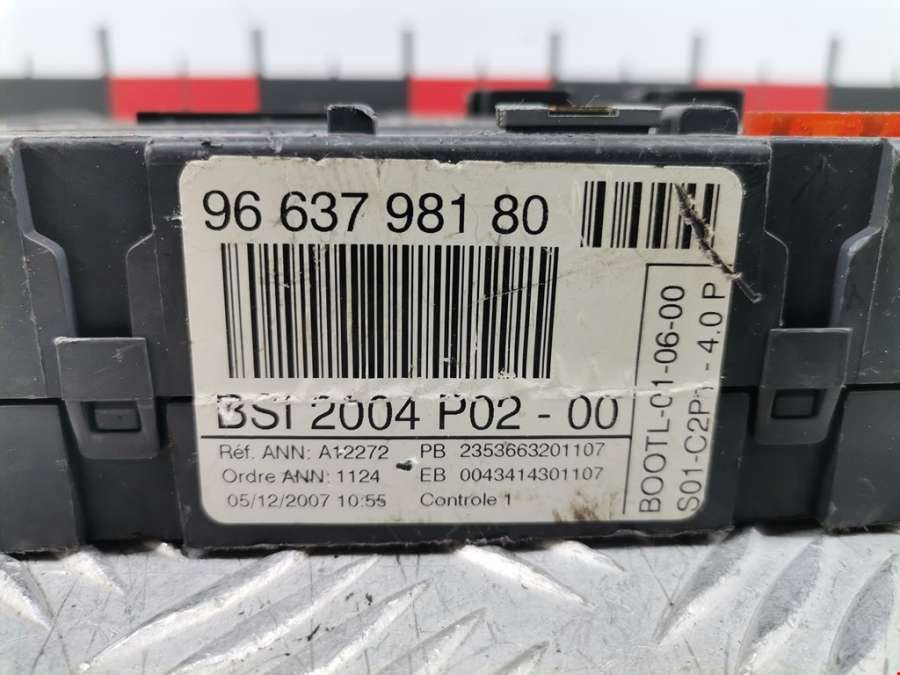 96 637 981 80
BSI 2004 P02 - 00
Réf. ANN: A12272 PB 2353663201107
Ordre ANN: 1124 EB 0043414301107
05/12/2007 10:55 Controle 1
BOOTL-C1-06-00
S01-C2P1 - 4.0 P